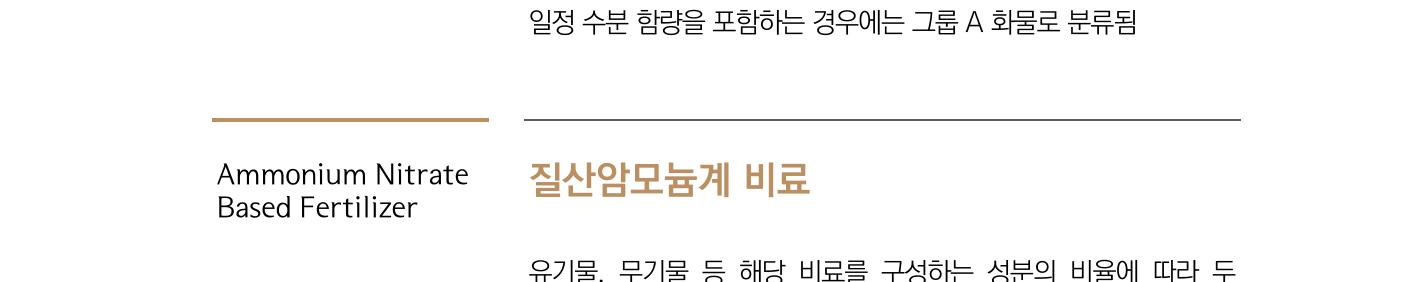 일정 수분 함량을 포함하는 경우에는 그룹 A 화물로 분류됨
Ammonium Nitrate
Based Fertilizer
질산암모늄계 비료
유기물, 무기물 등 해당 비료를 구성하는 성분의 비율에 따라 두